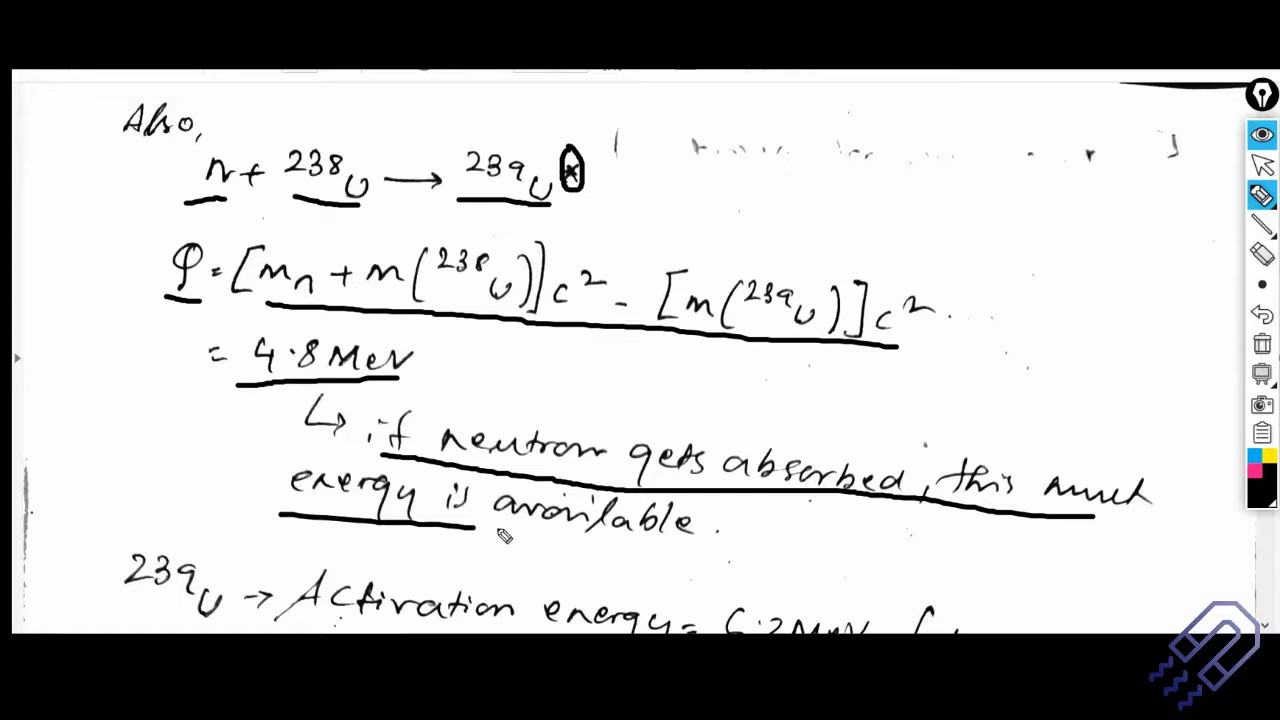 Also,
n + 238U → 239U*
Q = [mn + m(238U)]c2 - [m(239U)]c2
= 4.8 MeV
↳ if neutron gets absorbed, this much
energy is available.
239U → Activation energy =